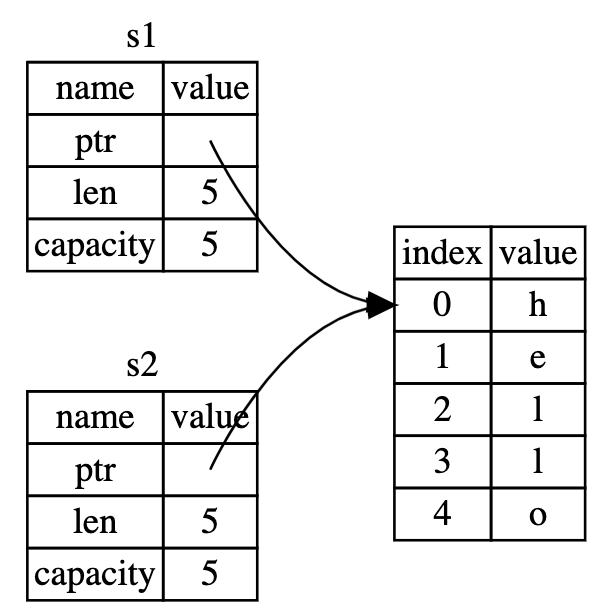 s1
name value
ptr
len 5
capacity 5
s2
name value
ptr
len 5
capacity 5
index value
0 h
1 e
2 l
3 l
4 o